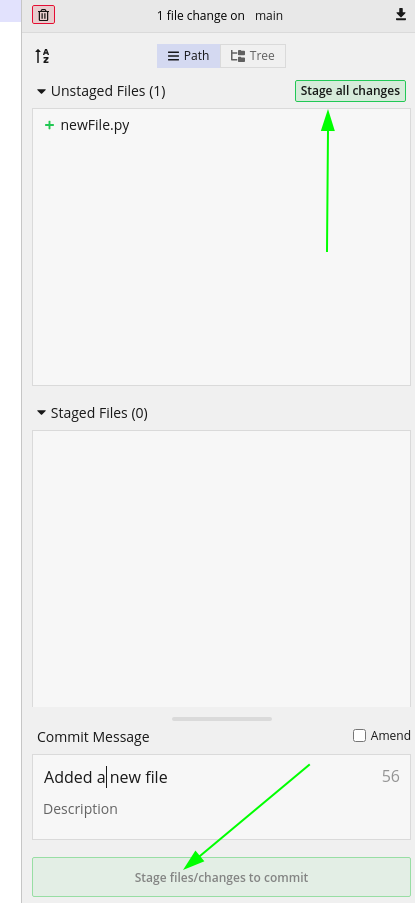 1 file change on main
A
Z
Path Tree
Unstaged Files (1) Stage all changes
+ newFile.py
Staged Files (0)
Commit Message Amend
Added a new file 56
Description
Stage files/changes to commit